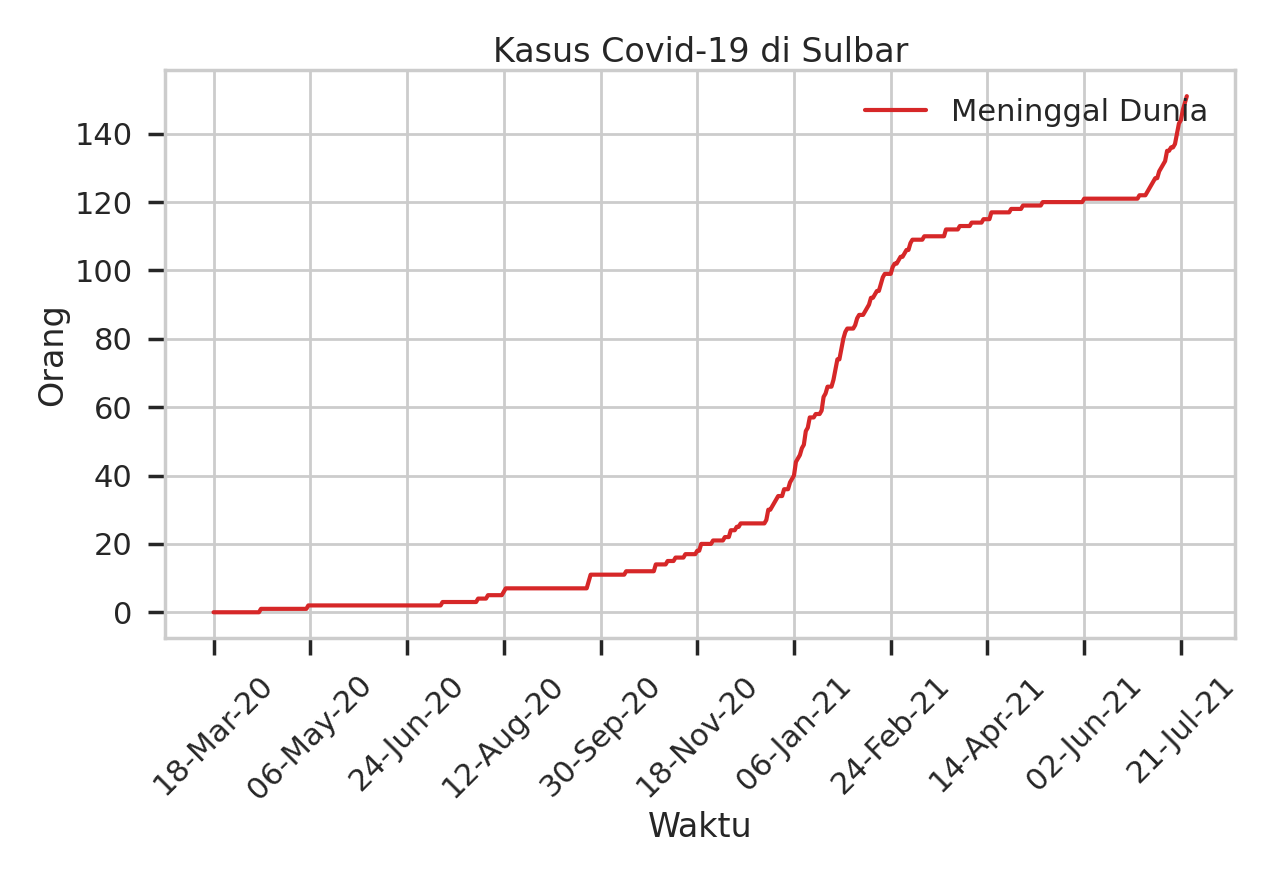 Kasus Covid-19 di Sulbar
Meninggal Dunia
140
120
100
80
60
40
20
0
Orang
18-Mar-20
06-May-20
24-Jun-20
12-Aug-20
30-Sep-20
18-Nov-20
06-Jan-21
24-Feb-21
14-Apr-21
02-Jun-21
21-Jul-21
Waktu